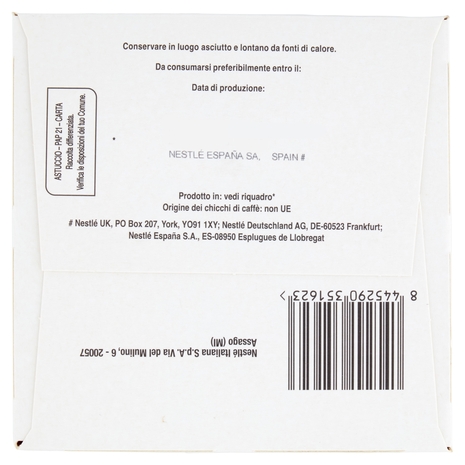 Conservare in luogo asciutto e lontano da fonti di calore.
Da consumarsi preferibilmente entro il:
Data di produzione:
ASTUCCIO – PAP 21 – CARTA
Raccolta differenziata.
Verifica le disposizioni del tuo Comune.
NESTLE ESPAÑA SA, SPAIN #
Prodotto in: vedi riquadro*
Origine dei chicchi di caffè: non UE
# Nestlé UK, PO Box 207, York, YO91 1XY; Nestlé Deutschland AG, DE-60523 Frankfurt;
Nestlé España S.A., ES-08950 Esplugues de Llobregat
8 445290 351623 >
Nestlé Italiana S.p.A. Via del Mulino, 6 - 20057
Assago (MI)